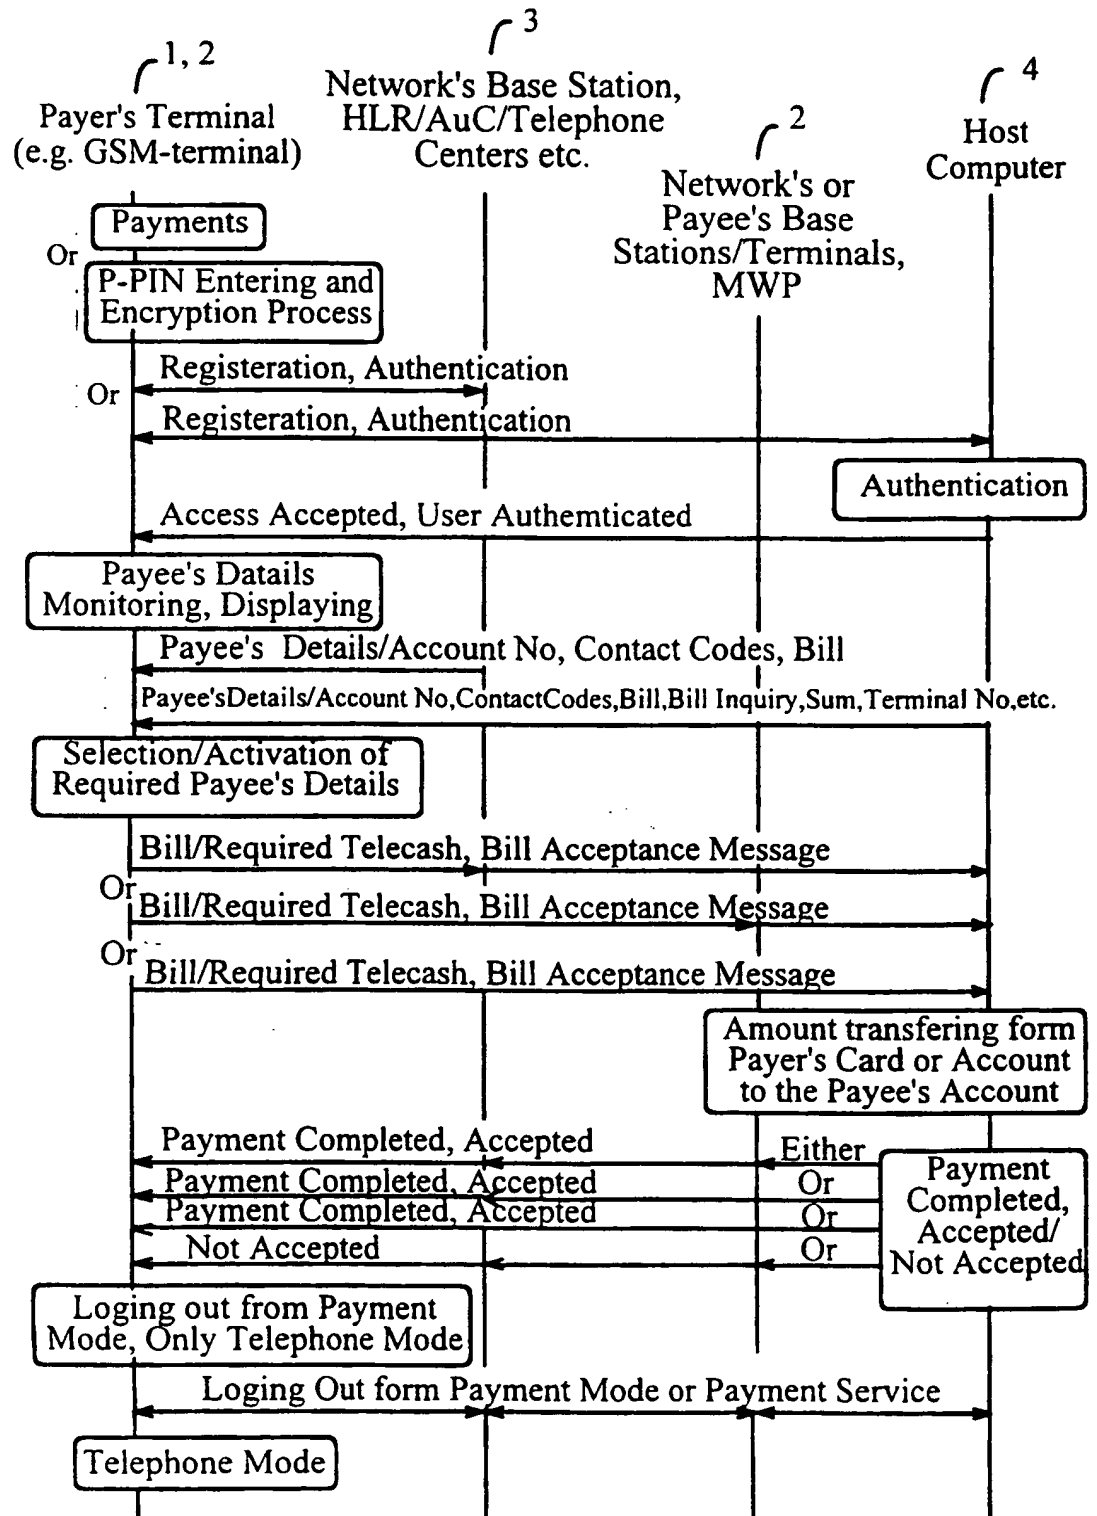 1, 2
3
4
2
Payer's Terminal
(e.g. GSM-terminal)
Network's Base Station,
HLR/AuC/Telephone
Centers etc.
Network's or
Payee's Base
Stations/Terminals,
MWP
Host
Computer
Payments
Or
P-PIN Entering and
Encryption Process
Registeration, Authentication
Or
Registeration, Authentication
Authentication
Access Accepted, User Authemticated
Payee's Datails
Monitoring, Displaying
Payee's Details/Account No, Contact Codes, Bill
Payee'sDetails/Account No,ContactCodes,Bill,Bill Inquiry,Sum,Terminal No,etc.
Selection/Activation of
Required Payee's Details
Bill/Required Telecash, Bill Acceptance Message
Or
Bill/Required Telecash, Bill Acceptance Message
Or
Bill/Required Telecash, Bill Acceptance Message
Amount transfering form
Payer's Card or Account
to the Payee's Account
Payment Completed, Accepted
Either
Payment Completed, Accepted
Or
Payment Completed, Accepted
Or
Not Accepted
Or
Payment
Completed,
Accepted/
Not Accepted
Loging out from Payment
Mode, Only Telephone Mode
Loging Out form Payment Mode or Payment Service
Telephone Mode